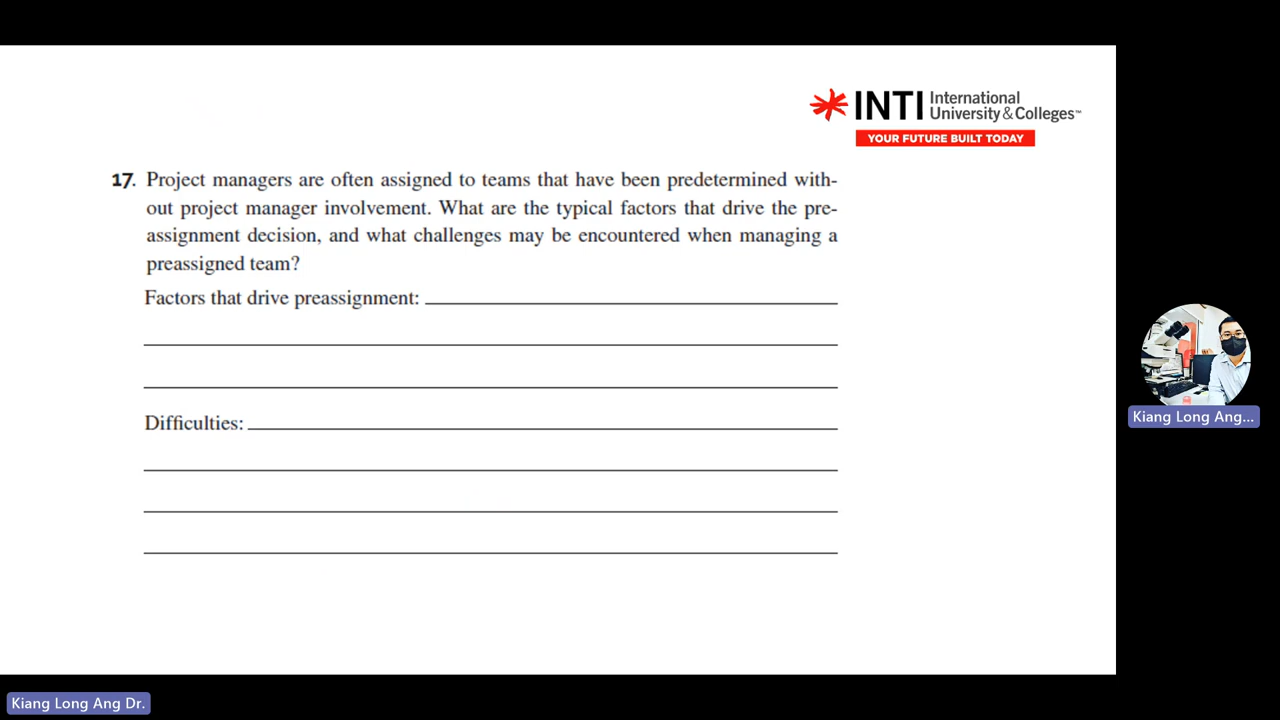 INTI International
University & Colleges™
YOUR FUTURE BUILT TODAY
17. Project managers are often assigned to teams that have been predetermined with-
out project manager involvement. What are the typical factors that drive the pre-
assignment decision, and what challenges may be encountered when managing a
preassigned team?
Factors that drive preassignment:
Difficulties:
Kiang Long Ang...
Kiang Long Ang Dr.